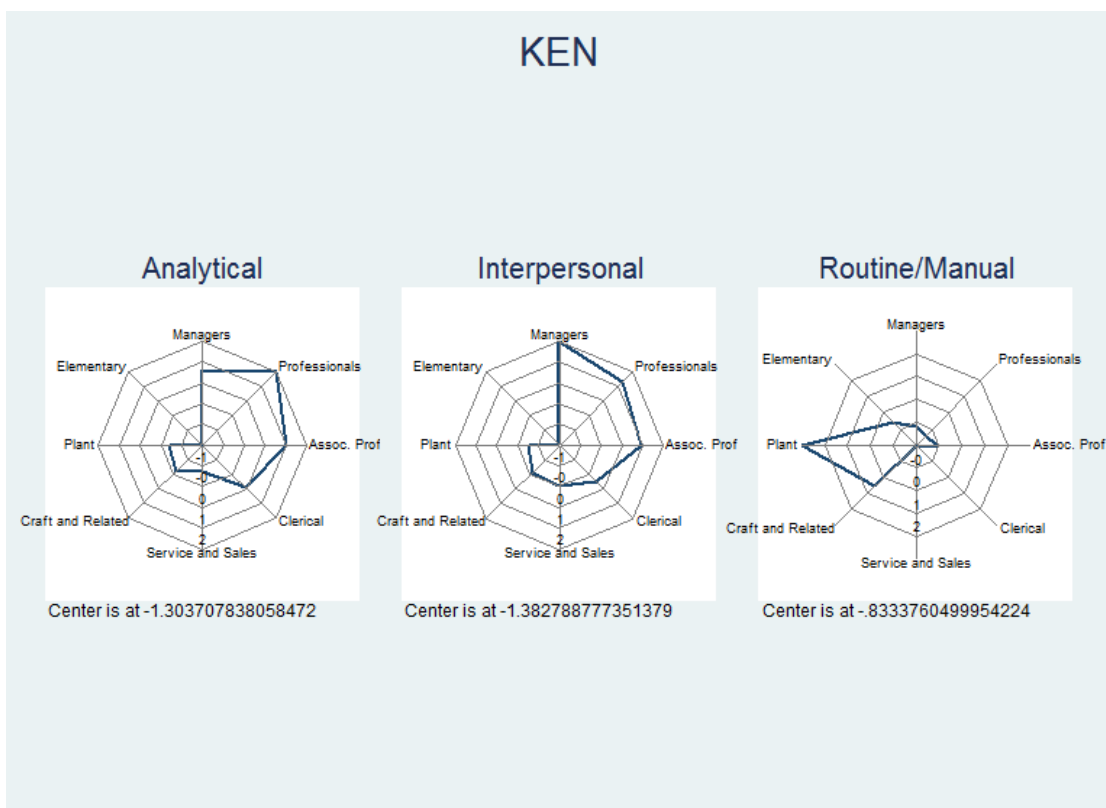 KEN
Analytical
Managers
Elementary
Professionals
Plant
Assoc. Prof
-1
-0
0
1
2
Craft and Related
Clerical
Service and Sales
Center is at -1.303707838058472
Interpersonal
Managers
Elementary
Professionals
Plant
Assoc. Prof
-1
-0
0
1
2
Craft and Related
Clerical
Service and Sales
Center is at -1.382788777351379
Routine/Manual
Managers
Elementary
Professionals
Plant
Assoc. Prof
-0
0
1
2
Craft and Related
Clerical
Service and Sales
Center is at -.8333760499954224